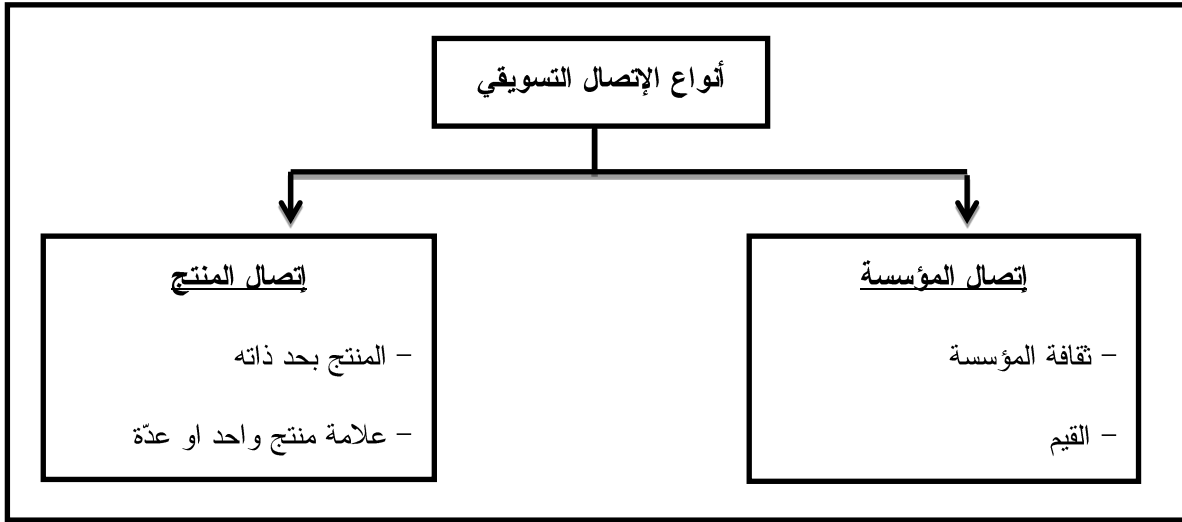 أنواع الإتصال التسويقي
إتصال المؤسسة
– ثقافة المؤسسة
– القيم
إتصال المنتج
– المنتج بحد ذاته
– علامة منتج واحد او عدّة